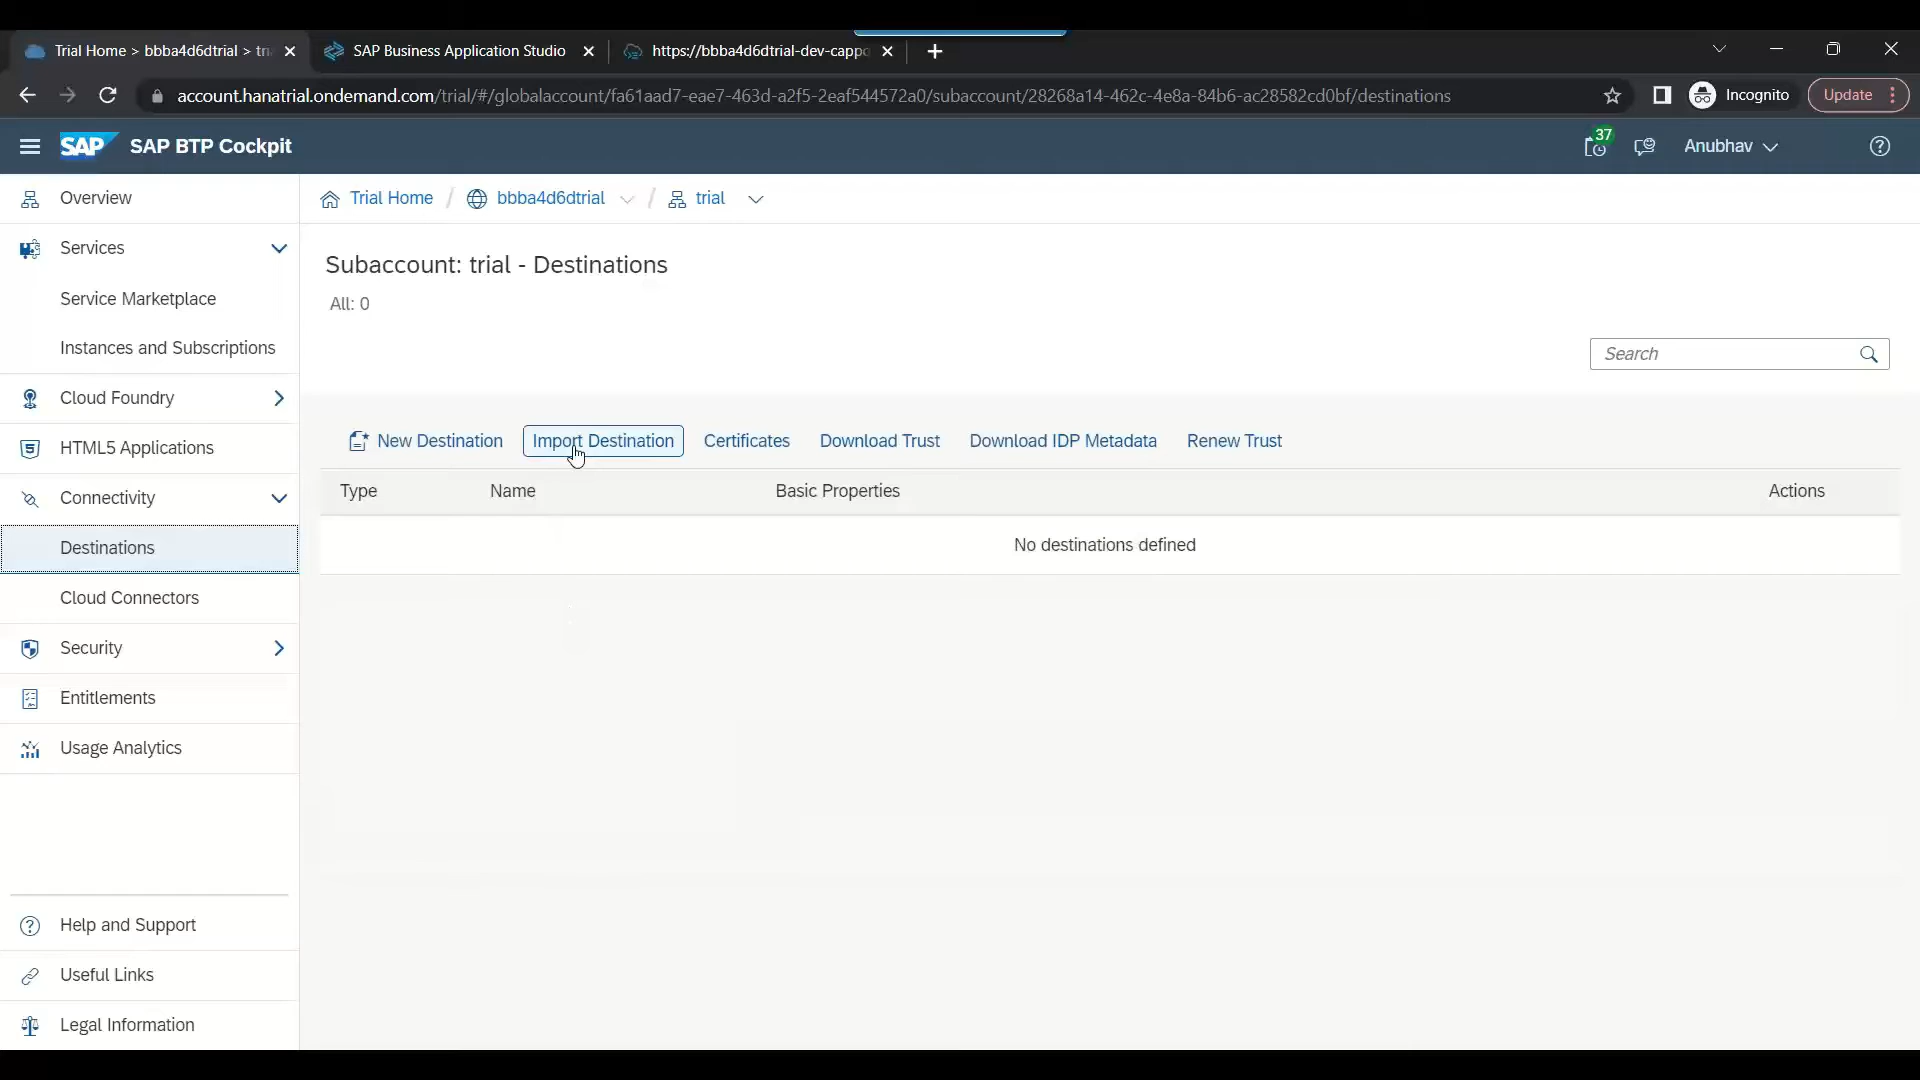 Trial Home > bbba4d6dtrial > tri
SAP Business Application Studio
https://bbba4d6dtrial-dev-cappo
account.hanatrial.ondemand.com/trial/#/globalaccount/fa61aad7-eae7-463d-a2f5-2eaf544572a0/subaccount/28268a14-462c-4e8a-84b6-ac28582cd0bf/destinations
Incognito
Update
SAP
SAP BTP Cockpit
37
Anubhav
Overview
Services
Service Marketplace
Instances and Subscriptions
Cloud Foundry
HTML5 Applications
Connectivity
Destinations
Cloud Connectors
Security
Entitlements
Usage Analytics
Help and Support
Useful Links
Legal Information
Trial Home / bbba4d6dtrial / trial
Subaccount: trial - Destinations
All: 0
Search
New Destination
Import Destination
Certificates
Download Trust
Download IDP Metadata
Renew Trust
Type
Name
Basic Properties
Actions
No destinations defined